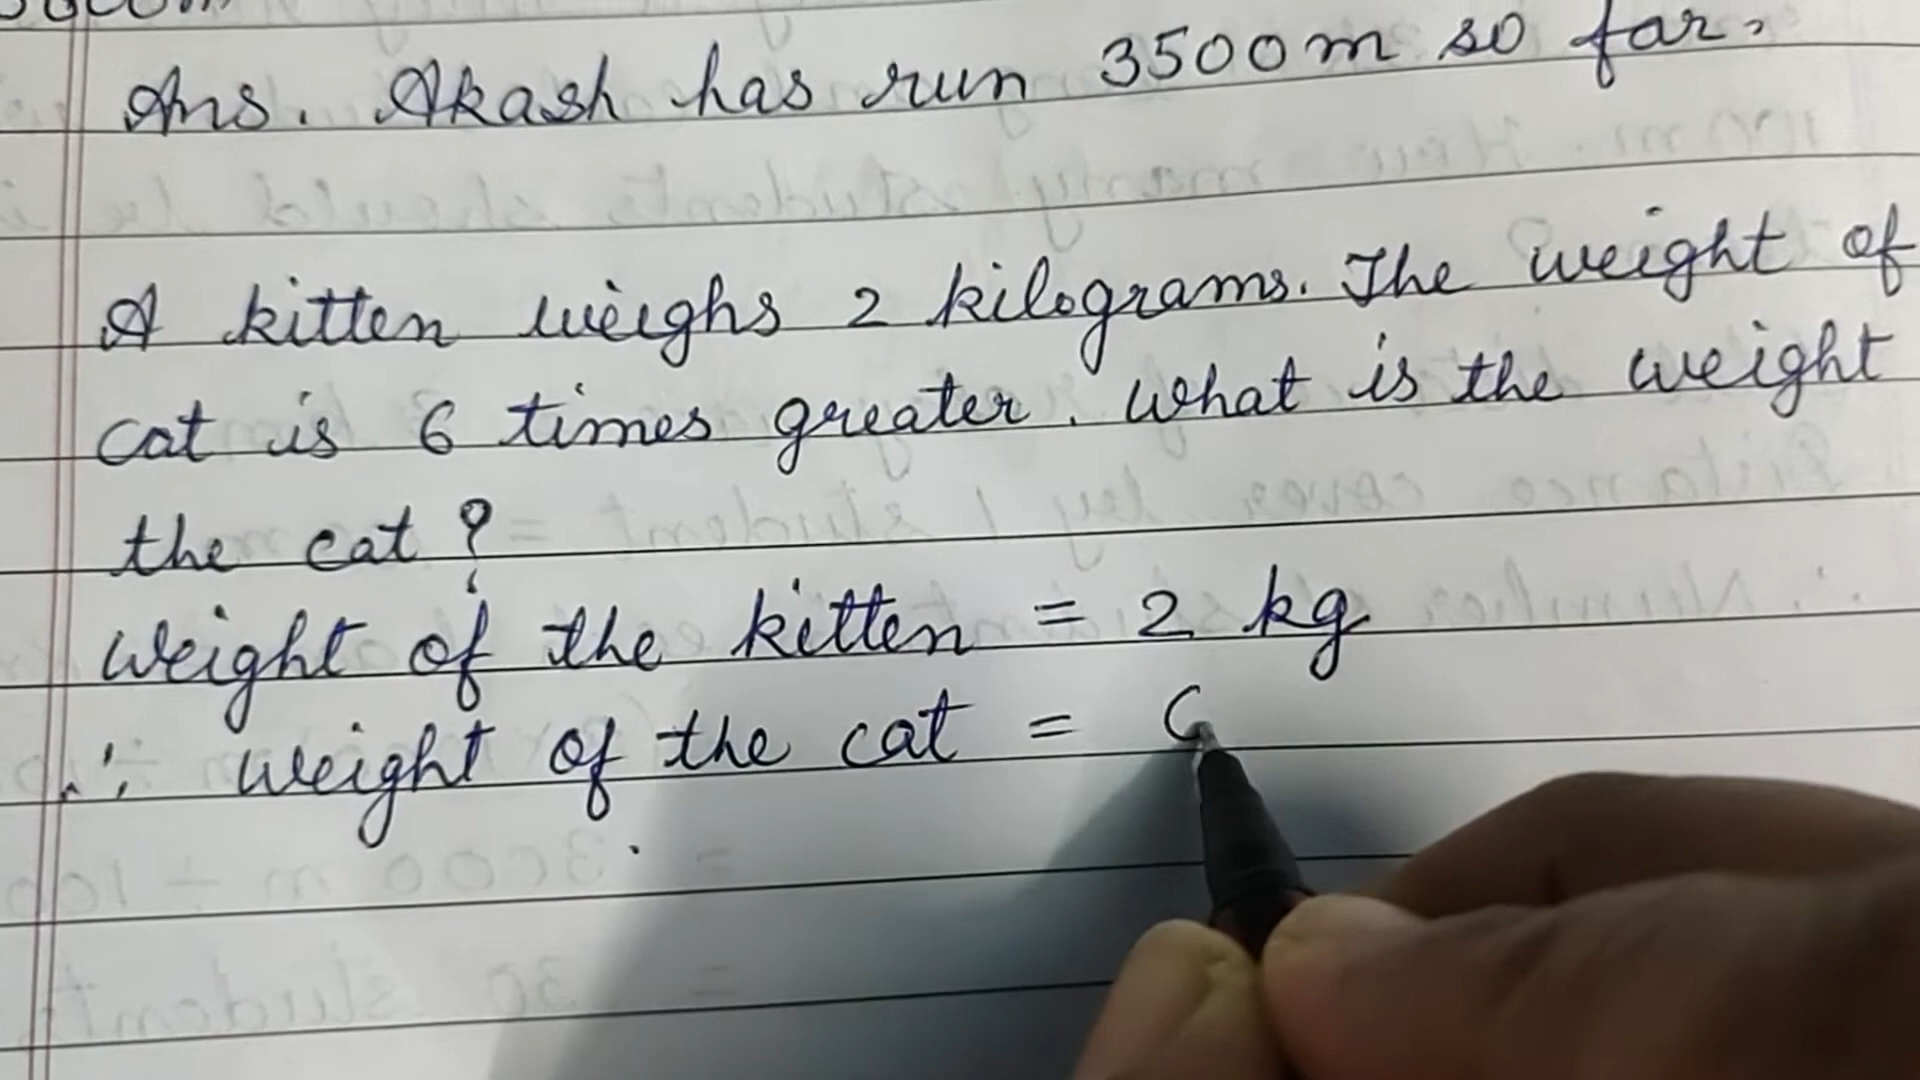 Ans. Akash has run 3500m so far.
A kitten weighs 2 kilograms. The weight of
cat is 6 times greater. What is the weight
the cat?
Weight of the kitten = 2 kg
∴ weight of the cat =